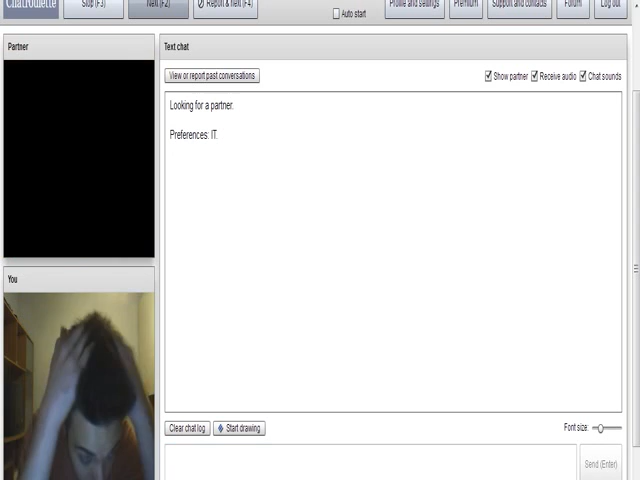 Chatroulette
Stop (F3)
Next (F2)
Report & next (F4)
Auto start
Profile and settings
Premium
Support and contacts
Forum
Log out
Partner
Text chat
View or report past conversations
Show partner
Receive audio
Chat sounds
Looking for a partner.
Preferences: IT.
You
Clear chat log
Start drawing
Font size:
Send (Enter)